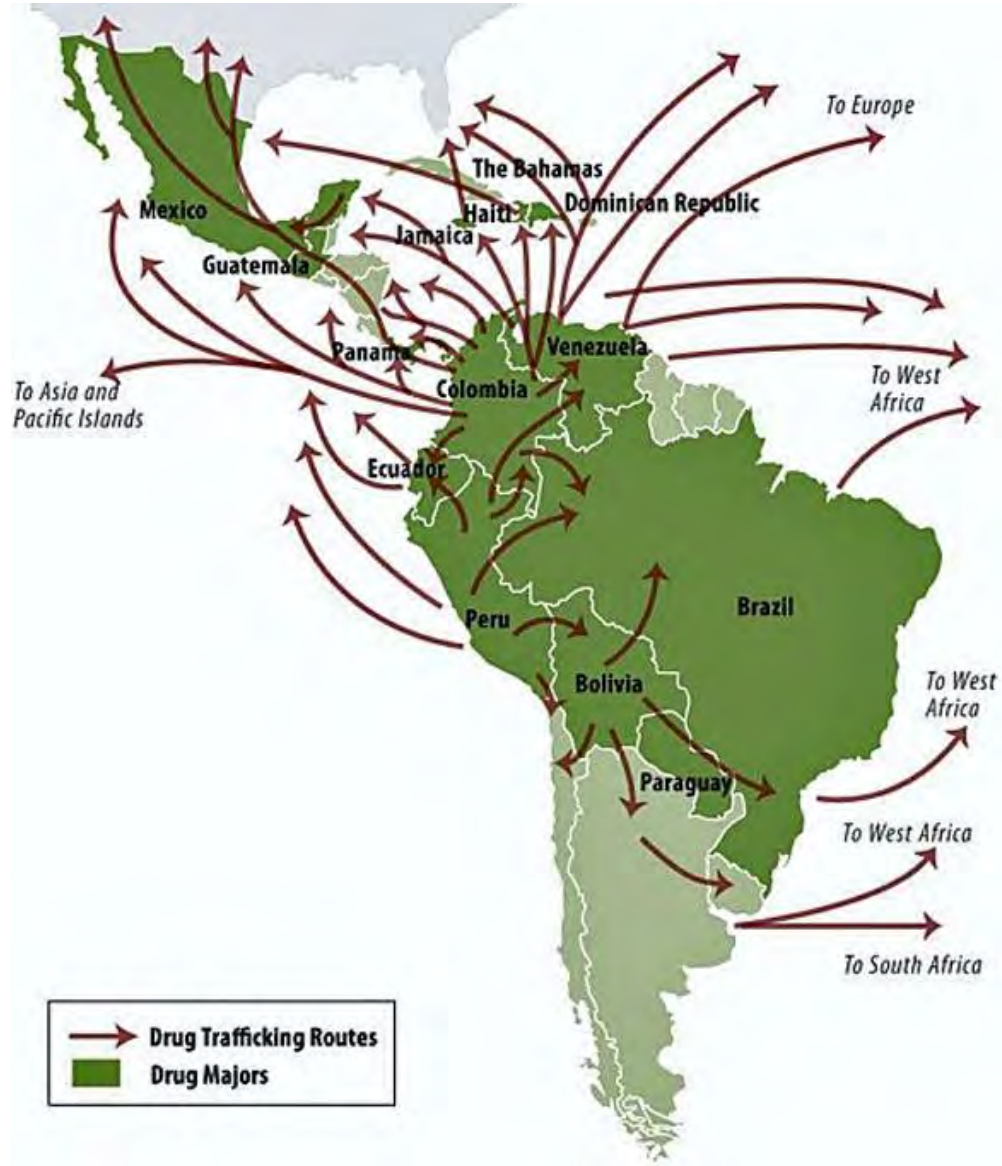 To Europe
The Bahamas
Dominican Republic
Haiti
Jamaica
Mexico
Guatemala
Panama
Venezuela
Colombia
To Asia and
Pacific Islands
To West
Africa
Ecuador
Brazil
Peru
Bolivia
To West
Africa
Paraguay
To West Africa
To South Africa
Drug Trafficking Routes
Drug Majors